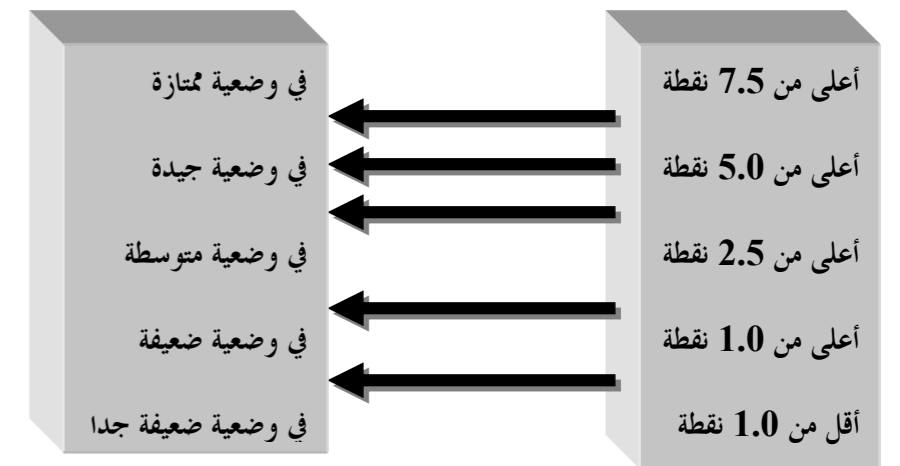 أعلى من 7.5 نقطة
في وضعية ممتازة
أعلى من 5.0 نقطة
في وضعية جيدة
أعلى من 2.5 نقطة
في وضعية متوسطة
أعلى من 1.0 نقطة
في وضعية ضعيفة
أقل من 1.0 نقطة
في وضعية ضعيفة جدا